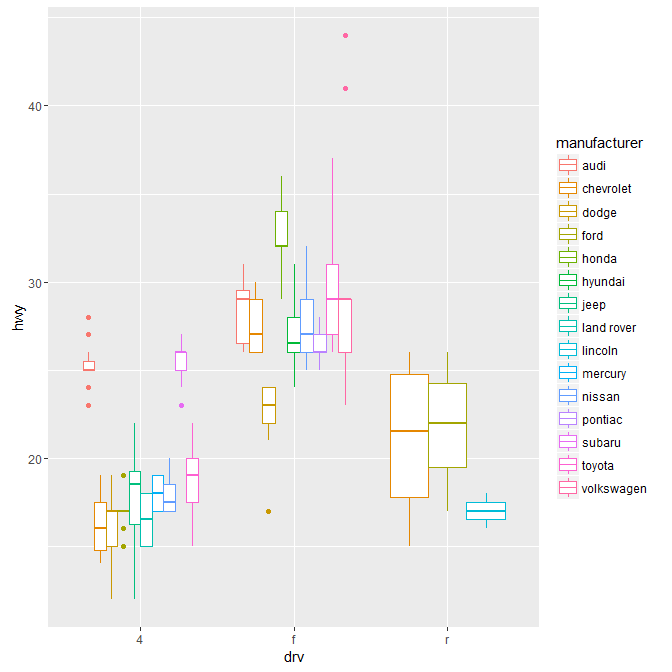 hwy
40
30
20
4
f
r
drv
manufacturer
audi
chevrolet
dodge
ford
honda
hyundai
jeep
land rover
lincoln
mercury
nissan
pontiac
subaru
toyota
volkswagen